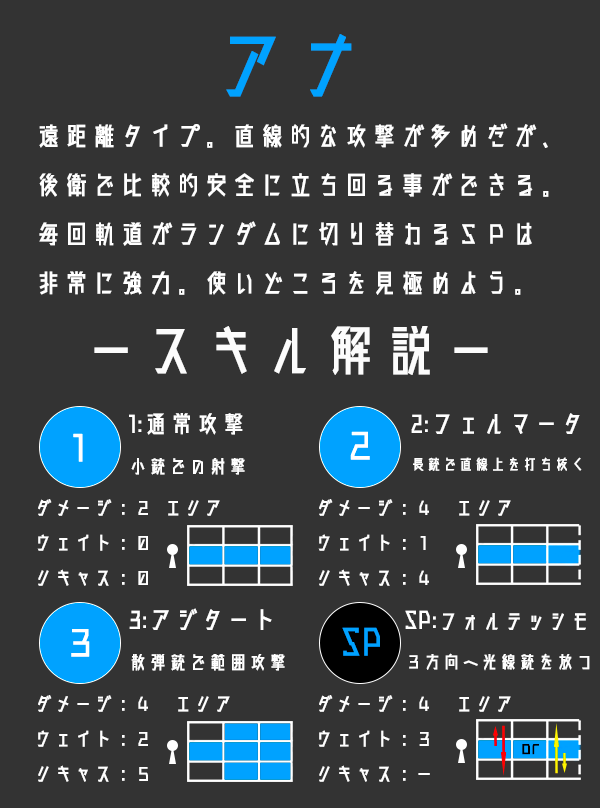 アナ
遠距離タイプ。直線的な攻撃が多めだが、
後衛で比較的安全に立ち回る事ができる。
毎回軌道がランダムに切り替わるSPは
非常に強力。使いどころを見極めよう。
ースキル解説ー
1
1:通常攻撃
小銃での射撃
ダメージ:2 エリア
ウェイト:0
リキャス:0
2
2:フェルマータ
長銃で直線上を打ち抜く
ダメージ:4 エリア
ウェイト:1
リキャス:4
3
3:アジタート
散弾銃で範囲攻撃
ダメージ:4 エリア
ウェイト:2
リキャス:5
SP
SP:フォルテッシモ
3方向へ光線銃を放つ
ダメージ:4 エリア
ウェイト:3
リキャス:ー
or